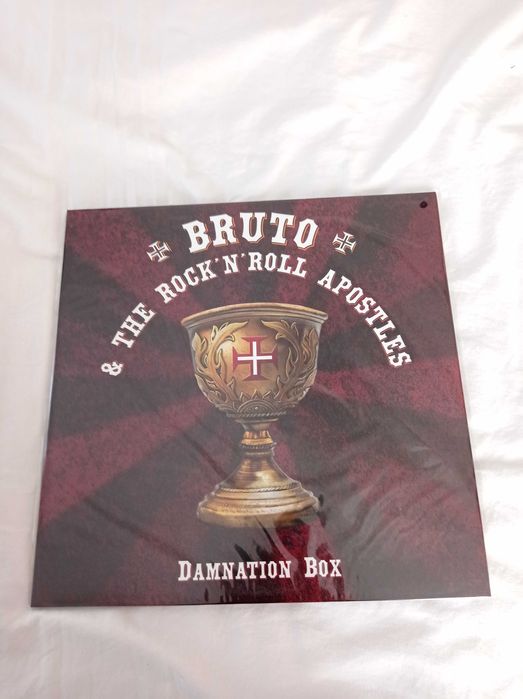 BRUTO
& THE ROCK'N'ROLL APOSTLES
DAMNATION BOX